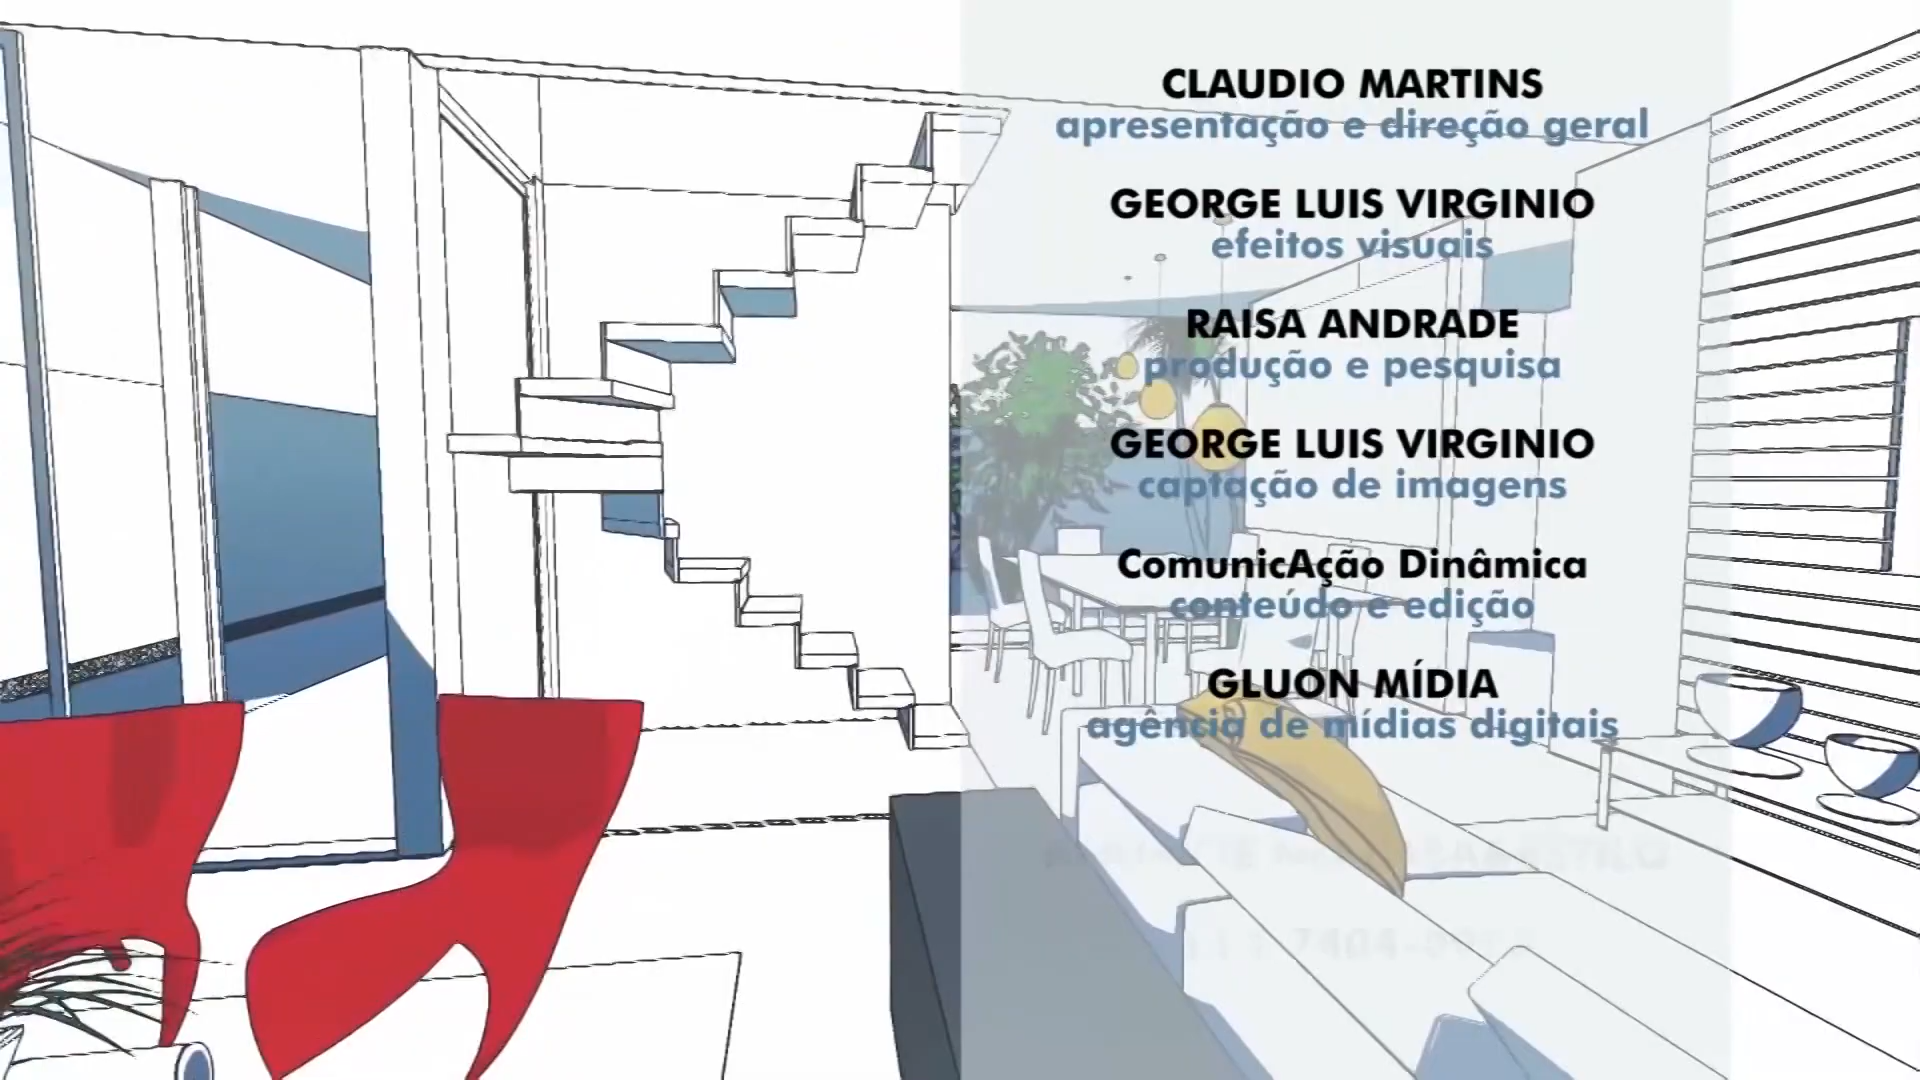 CLAUDIO MARTINS
apresentação e direção geral
GEORGE LUIS VIRGINIO
efeitos visuais
RAISA ANDRADE
produção e pesquisa
GEORGE LUIS VIRGINIO
captação de imagens
ComunicAção Dinâmica
conteúdo e edição
GLUON MÍDIA
agência de mídias digitais